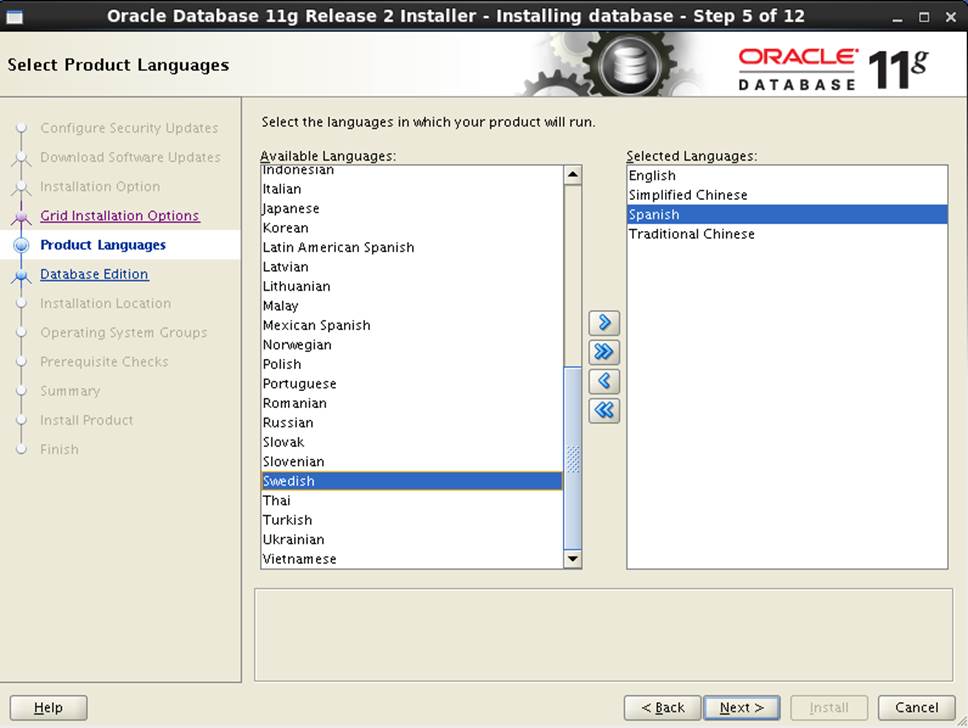 Oracle Database 11g Release 2 Installer - Installing database - Step 5 of 12
Select Product Languages
ORACLE
DATABASE
11g
Configure Security Updates
Download Software Updates
Installation Option
Grid Installation Options
Product Languages
Database Edition
Installation Location
Operating System Groups
Prerequisite Checks
Summary
Install Product
Finish
Select the languages in which your product will run.
Available Languages:
Indonesian
Italian
Japanese
Korean
Latin American Spanish
Latvian
Lithuanian
Malay
Mexican Spanish
Norwegian
Polish
Portuguese
Romanian
Russian
Slovak
Slovenian
Swedish
Thai
Turkish
Ukrainian
Vietnamese
Selected Languages:
English
Simplified Chinese
Spanish
Traditional Chinese
Help
< Back
Next >
Install
Cancel